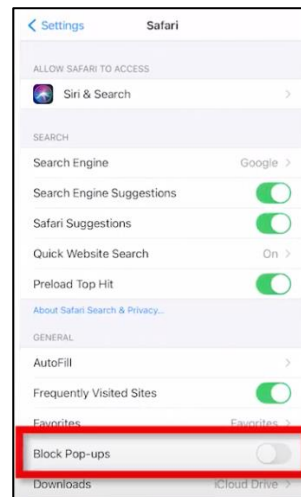 Settings
Safari
ALLOW SAFARI TO ACCESS
Siri & Search
SEARCH
Search Engine Google
Search Engine Suggestions
Safari Suggestions
Quick Website Search On
Preload Top Hit
About Safari Search & Privacy...
GENERAL
AutoFill
Frequently Visited Sites
Favorites Favorites
Block Pop-ups
Downloads iCloud Drive